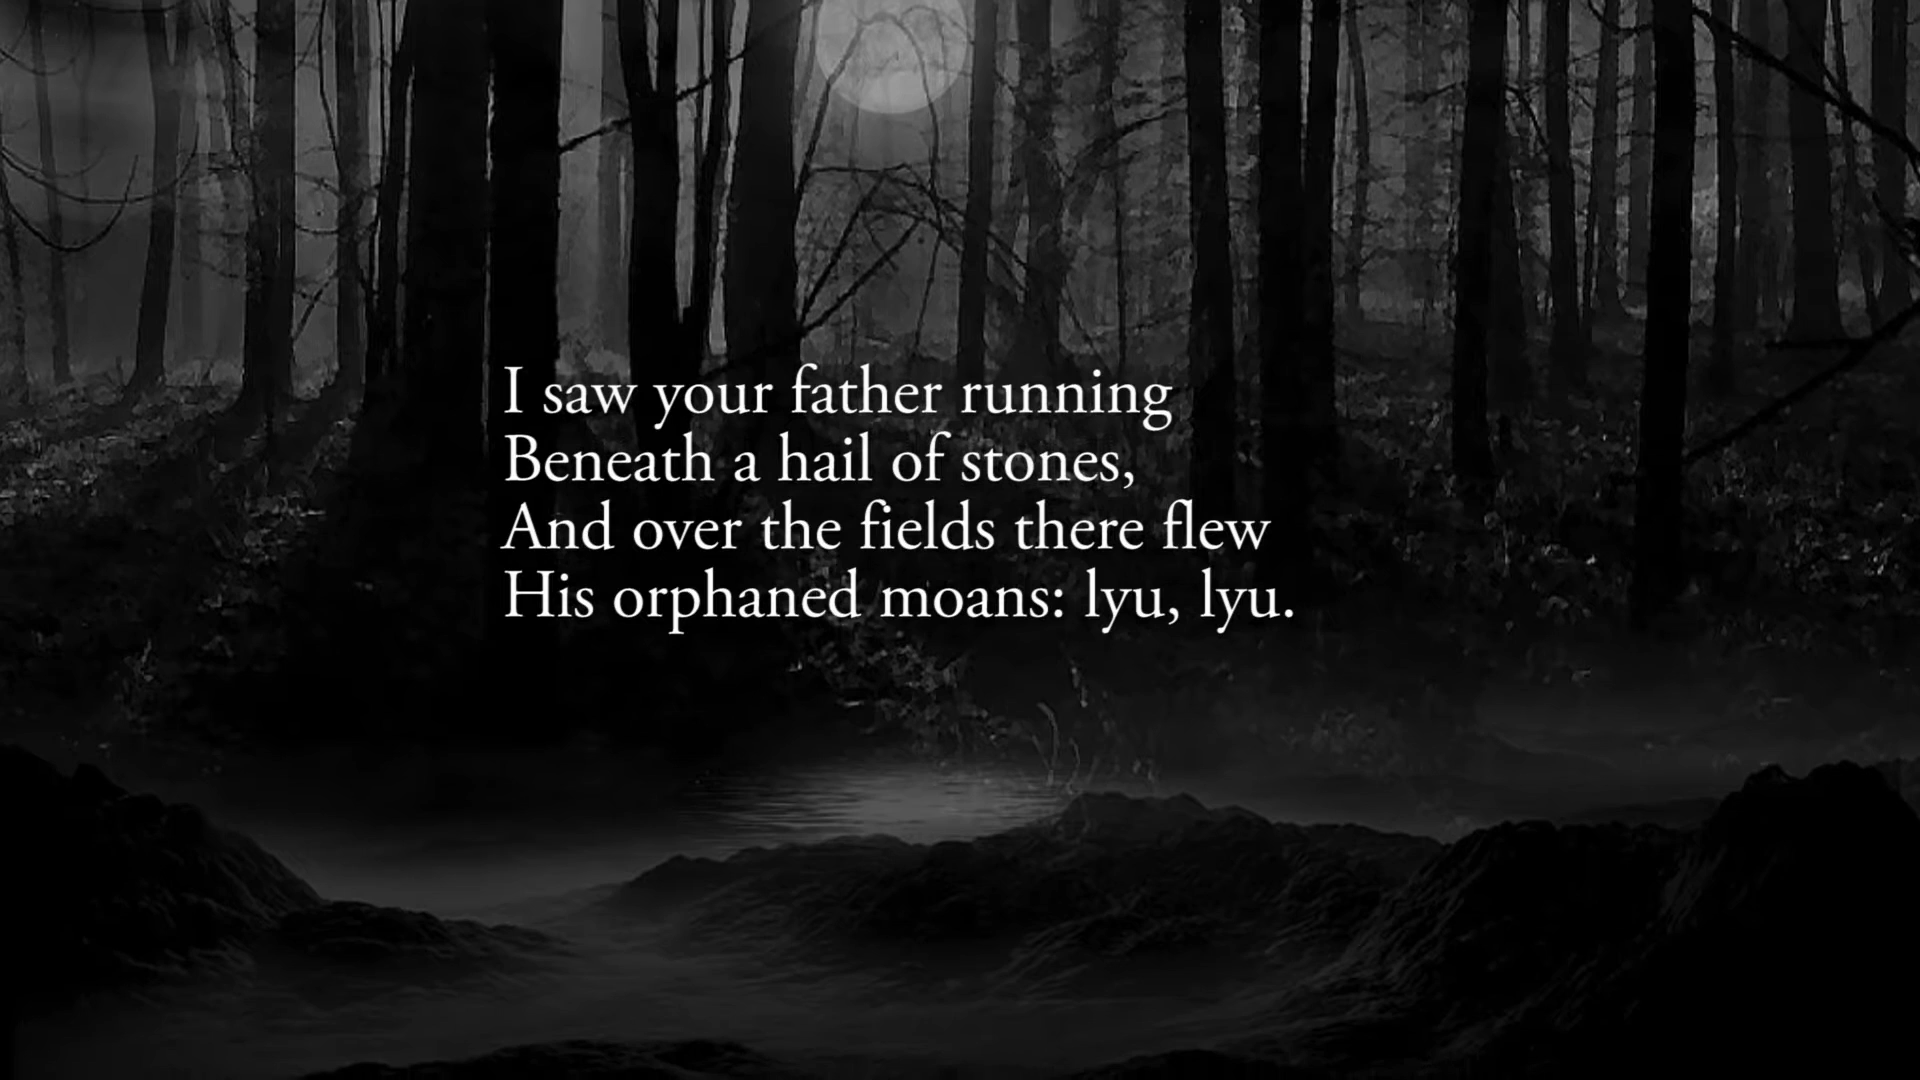 I saw your father running
Beneath a hail of stones,
And over the fields there flew
His orphaned moans: lyu, lyu.